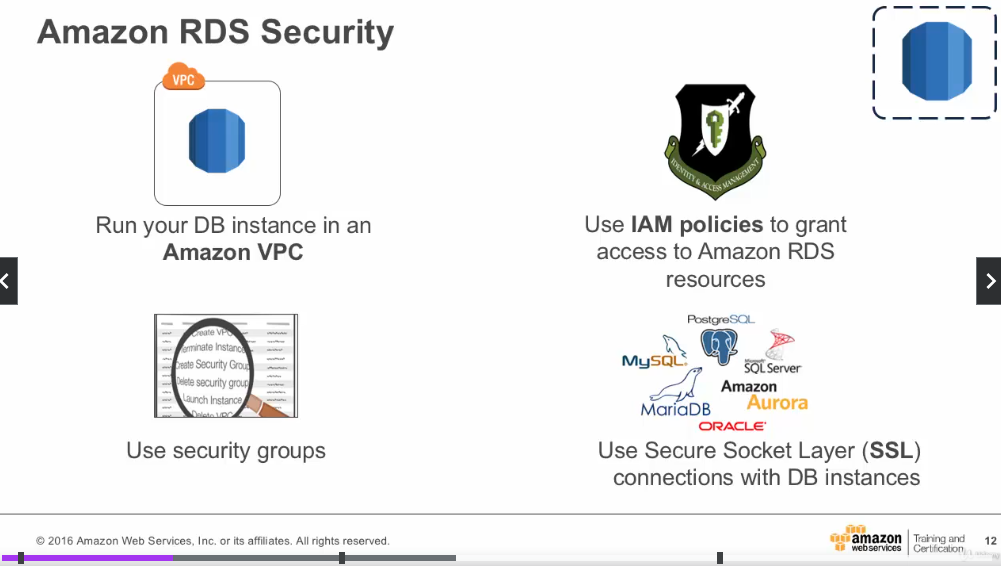 Amazon RDS Security
VPC
Run your DB instance in an
Amazon VPC
IDENTITY & ACCESS MANAGEMENT
Use IAM policies to grant
access to Amazon RDS
resources
Create VPC
Terminate Instance
Create Security Group
Delete security group
Launch Instance
Delete VPC
Use security groups
PostgreSQL
MySQL
Microsoft
SQL Server
MariaDB
Amazon
Aurora
ORACLE
Use Secure Socket Layer (SSL)
connections with DB instances
© 2016 Amazon Web Services, Inc. or its affiliates. All rights reserved.
amazon
webservices
Training and
Certification
12